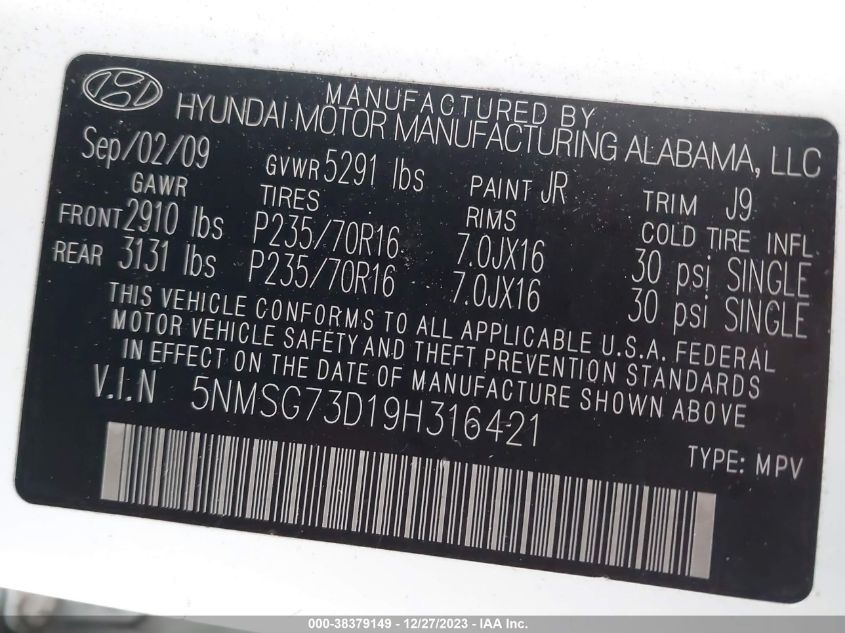 MANUFACTURED BY
HYUNDAI MOTOR MANUFACTURING ALABAMA, LLC
Sep/02/09 GVWR 5291 lbs PAINT JR TRIM J9
GAWR TIRES RIMS COLD TIRE INFL
FRONT 2910 lbs P235/70R16 7.0JX16 30 psi SINGLE
REAR 3131 lbs P235/70R16 7.0JX16 30 psi SINGLE
THIS VEHICLE CONFORMS TO ALL APPLICABLE U.S.A. FEDERAL
MOTOR VEHICLE SAFETY AND THEFT PREVENTION STANDARDS
IN EFFECT ON THE DATE OF MANUFACTURE SHOWN ABOVE
V.I.N 5NMSG73D19H316421
TYPE: MPV
000-38379149 - 12/27/2023 - IAA Inc.